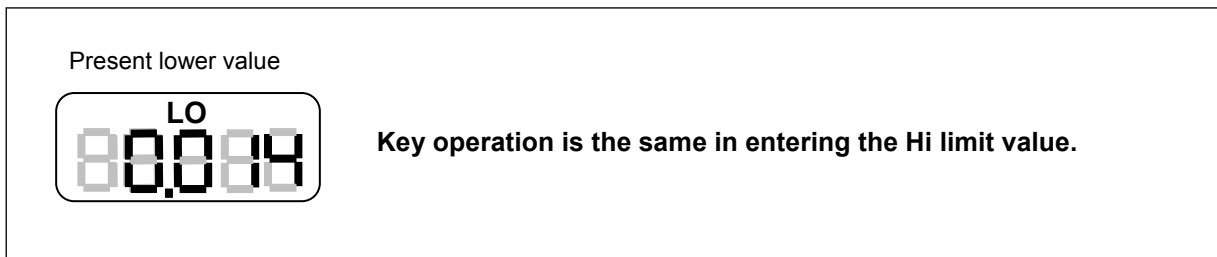 Present lower value
LO
0.014
Key operation is the same in entering the Hi limit value.